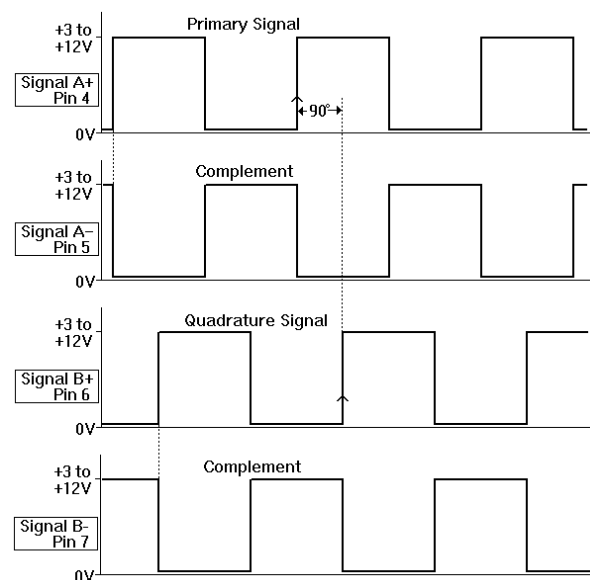 Primary Signal
+3 to
+12V
Signal A+
Pin 4
90°
0V
Complement
+3 to
+12V
Signal A−
Pin 5
0V
Quadrature Signal
+3 to
+12V
Signal B+
Pin 6
0V
Complement
+3 to
+12V
Signal B-
Pin 7
0V